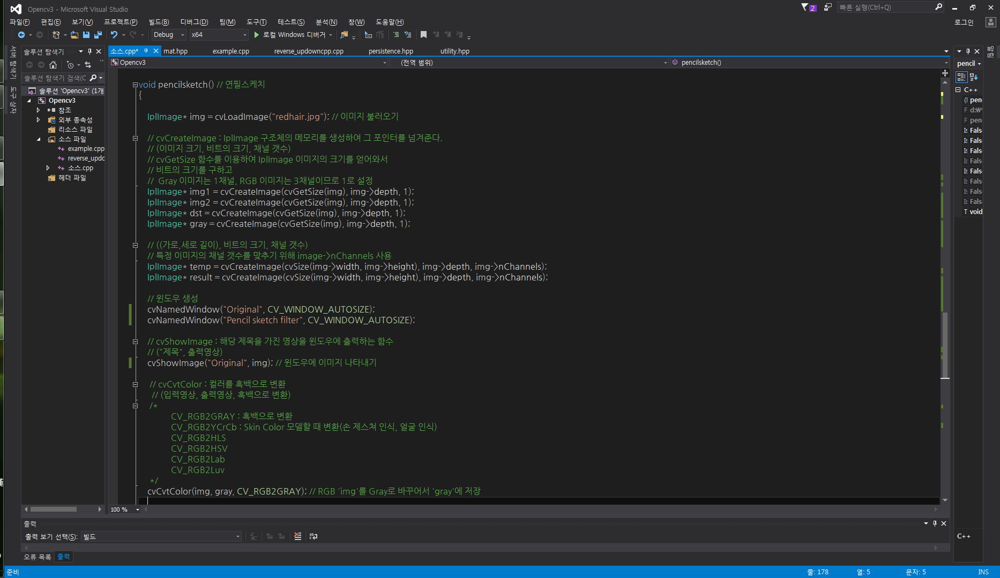 Opencv3 - Microsoft Visual Studio
2
빠른 실행(Ctrl+Q)
파일(F) 편집(E) 보기(V) 프로젝트(P) 빌드(B) 디버그(D) 팀(M) 도구(T) 테스트(S) 분석(N) 창(W) 도움말(H)
로그인
Debug x64 로컬 Windows 디버거
서버 탐색기
도구 상자
솔루션 탐색기
솔루션 탐색기 검색(C
솔루션 'Opencv3' (1개
Opencv3
참조
외부 종속성
리소스 파일
소스 파일
example.cpp
reverse_updo
소스.cpp
헤더 파일
소스.cpp* mat.hpp example.cpp reverse_updowncpp.cpp persistence.hpp utility.hpp
Opencv3 (전역 범위) pencilsketch()
void pencilsketch() // 연필스케치
{
IplImage* img = cvLoadImage("redhair.jpg"); // 이미지 불러오기
// cvCreateImage : IplImage 구조체의 메모리를 생성하여 그 포인터를 넘겨준다.
// (이미지 크기, 비트의 크기, 채널 갯수)
// cvGetSize 함수를 이용하여 IplImage 이미지의 크기를 얻어와서
// 비트의 크기를 구하고
//  Gray 이미지는 1채널, RGB 이미지는 3채널이므로 1로 설정
IplImage* img1 = cvCreateImage(cvGetSize(img), img->depth, 1);
IplImage* img2 = cvCreateImage(cvGetSize(img), img->depth, 1);
IplImage* dst = cvCreateImage(cvGetSize(img), img->depth, 1);
IplImage* gray = cvCreateImage(cvGetSize(img), img->depth, 1);
// ((가로,세로 길이), 비트의 크기, 채널 갯수)
// 특정 이미지의 채널 갯수를 맞추기 위해 image->nChannels 사용
IplImage* temp = cvCreateImage(cvSize(img->width, img->height), img->depth, img->nChannels);
IplImage* result = cvCreateImage(cvSize(img->width, img->height), img->depth, img->nChannels);
// 윈도우 생성
cvNamedWindow("Original", CV_WINDOW_AUTOSIZE);
cvNamedWindow("Pencil sketch filter", CV_WINDOW_AUTOSIZE);
// cvShowImage : 해당 제목을 가진 영상을 윈도우에 출력하는 함수
// ("제목", 출력영상)
cvShowImage("Original", img); // 윈도우에 이미지 나타내기
// cvCvtColor : 컬러를 흑백으로 변환
// (입력영상, 출력영상, 흑백으로 변환)
/*
CV_RGB2GRAY : 흑백으로 변환
CV_RGB2YCrCb : Skin Color 모델할 때 변환(손 제스쳐 인식, 얼굴 인식)
CV_RGB2HLS
CV_RGB2HSV
CV_RGB2Lab
CV_RGB2Luv
*/
cvCvtColor(img, gray, CV_RGB2GRAY); // RGB 'img'를 Gray로 바꾸어서 'gray'에 저장
100 %
pencil
C++
pen
F d:₩
F pen
Is Fals
Is Fals
Is Fals
Is Fals
Is Fals
Is Fals
Is Fals
Is Fals
T void
C++
알림
출력
출력 보기 선택(S): 빌드
오류 목록 출력
준비 줄: 178 열: 5 문자: 5 INS